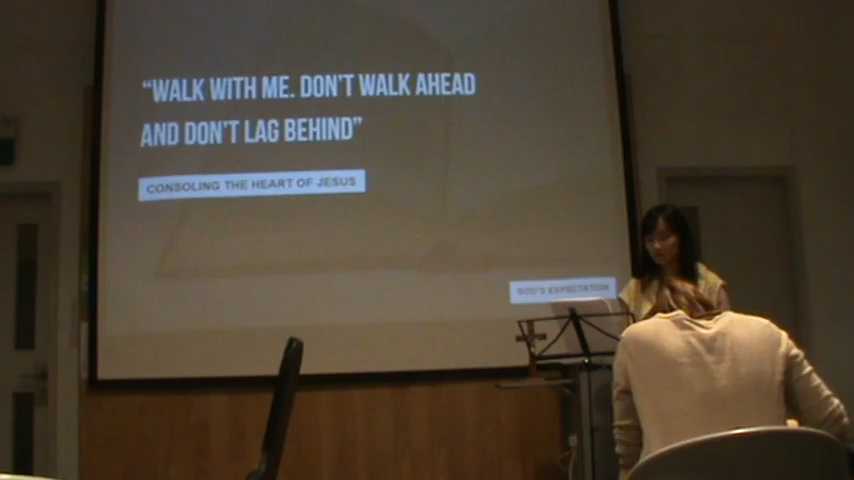 “WALK WITH ME. DON’T WALK AHEAD
AND DON’T LAG BEHIND”
CONSOLING THE HEART OF JESUS
GOD'S EXPECTATION